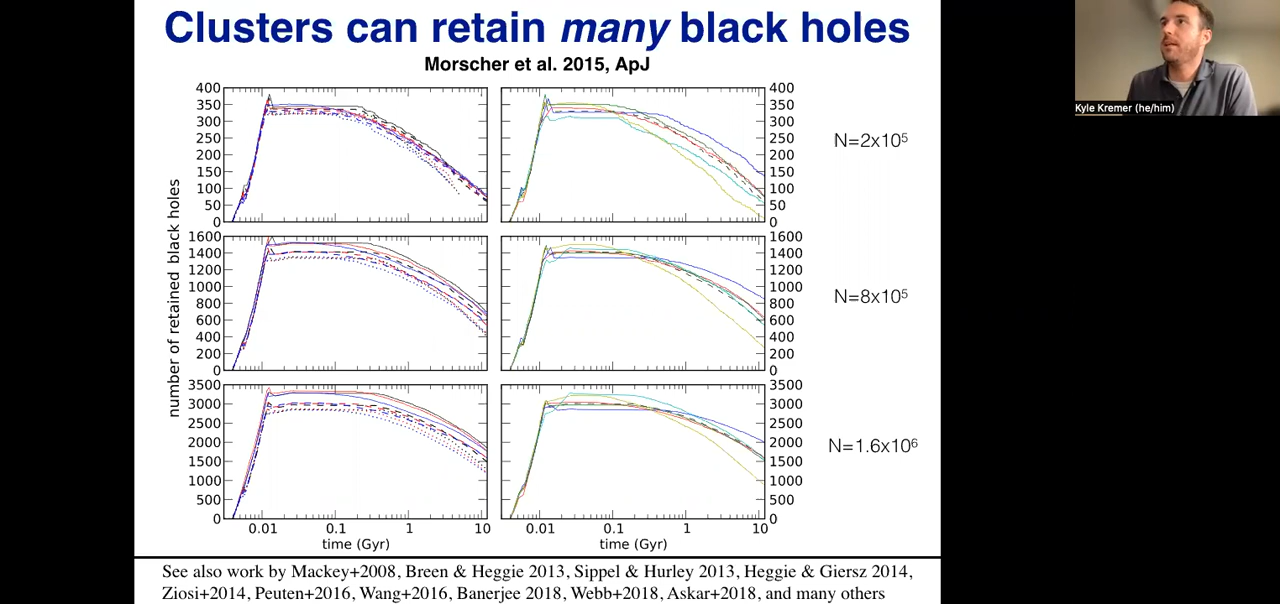 Clusters can retain many black holes
Morscher et al. 2015, ApJ
Kyle Kremer (he/him)
number of retained black holes
400 350 300 250 200 150 100 50 0
400 350 300 250 200 150 100 50 0
N=2x10⁵
1600 1400 1200 1000 800 600 400 200 0
1600 1400 1200 1000 800 600 400 200 0
N=8x10⁵
3500 3000 2500 2000 1500 1000 500 0
3500 3000 2500 2000 1500 1000 500 0
N=1.6x10⁶
0.01 0.1 1 10
0.01 0.1 1 10
time (Gyr)
time (Gyr)
See also work by Mackey+2008, Breen & Heggie 2013, Sippel & Hurley 2013, Heggie & Giersz 2014,
Ziosi+2014, Peuten+2016, Wang+2016, Banerjee 2018, Webb+2018, Askar+2018, and many others